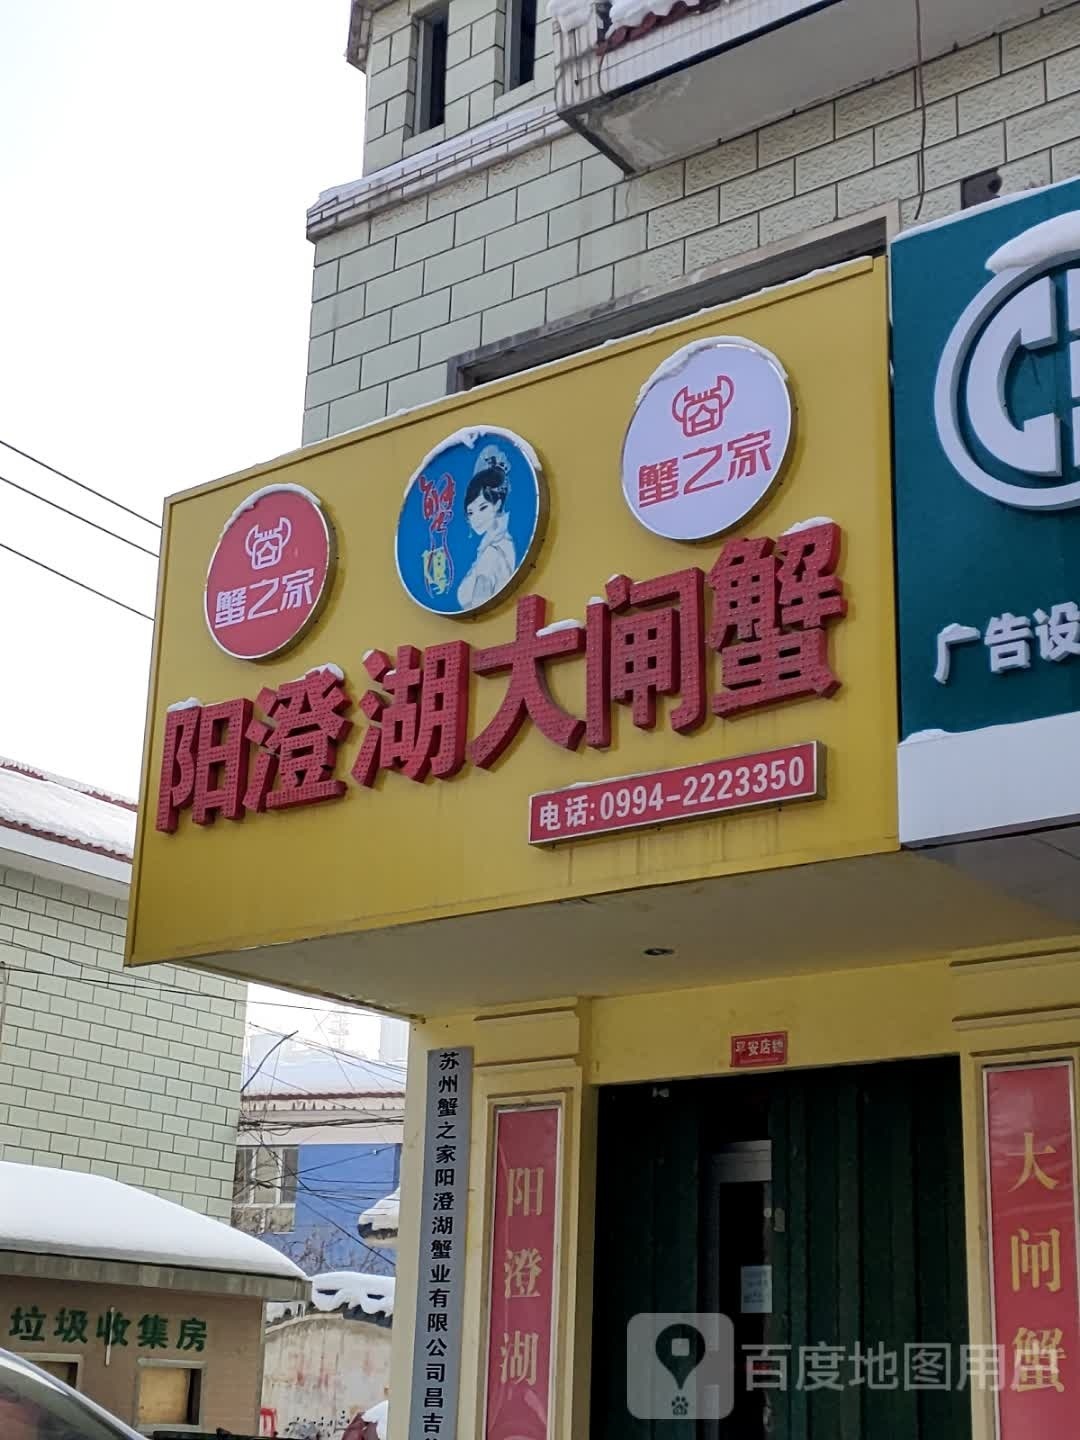 蟹之家
蟹之家
阳澄湖大闸蟹
电话:0994-2223350
广告设
平安店铺
苏州蟹之家阳澄湖蟹业有限公司昌吉
阳澄湖
大闸蟹
垃圾收集房
百度地图用户